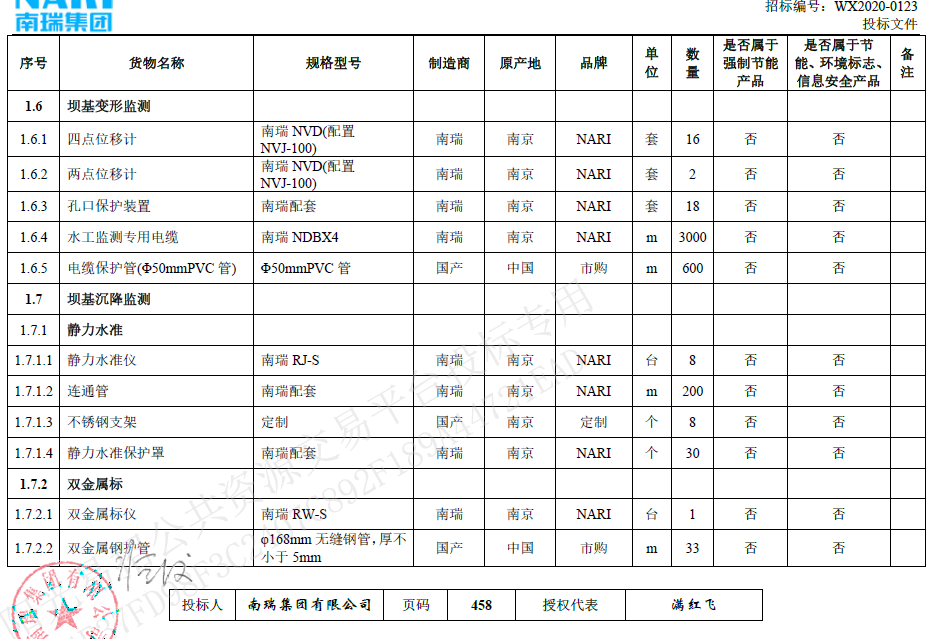 NARI
南瑞集团
招标编号：WX2020-0123
投标文件
序号 货物名称 规格型号 制造商 原产地 品牌 单位 数量 是否属于强制节能产品 是否属于节能、环境标志、信息安全产品 备注
1.6 坝基变形监测
1.6.1 四点位移计 南瑞 NVD(配置 NVJ-100) 南瑞 南京 NARI 套 16 否 否
1.6.2 两点位移计 南瑞 NVD(配置 NVJ-100) 南瑞 南京 NARI 套 2 否 否
1.6.3 孔口保护装置 南瑞配套 南瑞 南京 NARI 套 18 否 否
1.6.4 水工监测专用电缆 南瑞 NDBX4 南瑞 南京 NARI m 3000 否 否
1.6.5 电缆保护管(Φ50mmPVC 管) Φ50mmPVC 管 国产 中国 市购 m 600 否 否
1.7 坝基沉降监测
1.7.1 静力水准
1.7.1.1 静力水准仪 南瑞 RJ-S 南瑞 南京 NARI 台 8 否 否
1.7.1.2 连通管 南瑞配套 南瑞 南京 NARI m 200 否 否
1.7.1.3 不锈钢支架 定制 国产 南京 定制 个 8 否 否
1.7.1.4 静力水准保护罩 南瑞配套 南瑞 南京 NARI 个 30 否 否
1.7.2 双金属标
1.7.2.1 双金属标仪 南瑞 RW-S 南瑞 南京 NARI 台 1 否 否
1.7.2.2 双金属钢护管 φ168mm 无缝钢管，厚不小于 5mm 国产 中国 市购 m 33 否 否
投标人 南瑞集团有限公司 页码 458 授权代表 满红飞